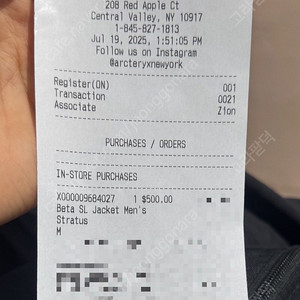 208 Red Apple Ct
Central Valley, NY 10917
1-845-827-1813
Jul 19, 2025, 1:51:05 PM
Follow us on Instagram
@arcteryxnewyork
Register(ON) 001
Transaction 0021
Associate Zion
PURCHASES / ORDERS
IN-STORE PURCHASES
X000009684027 1 $500.00
Beta SL Jacket Men's
Stratus
M